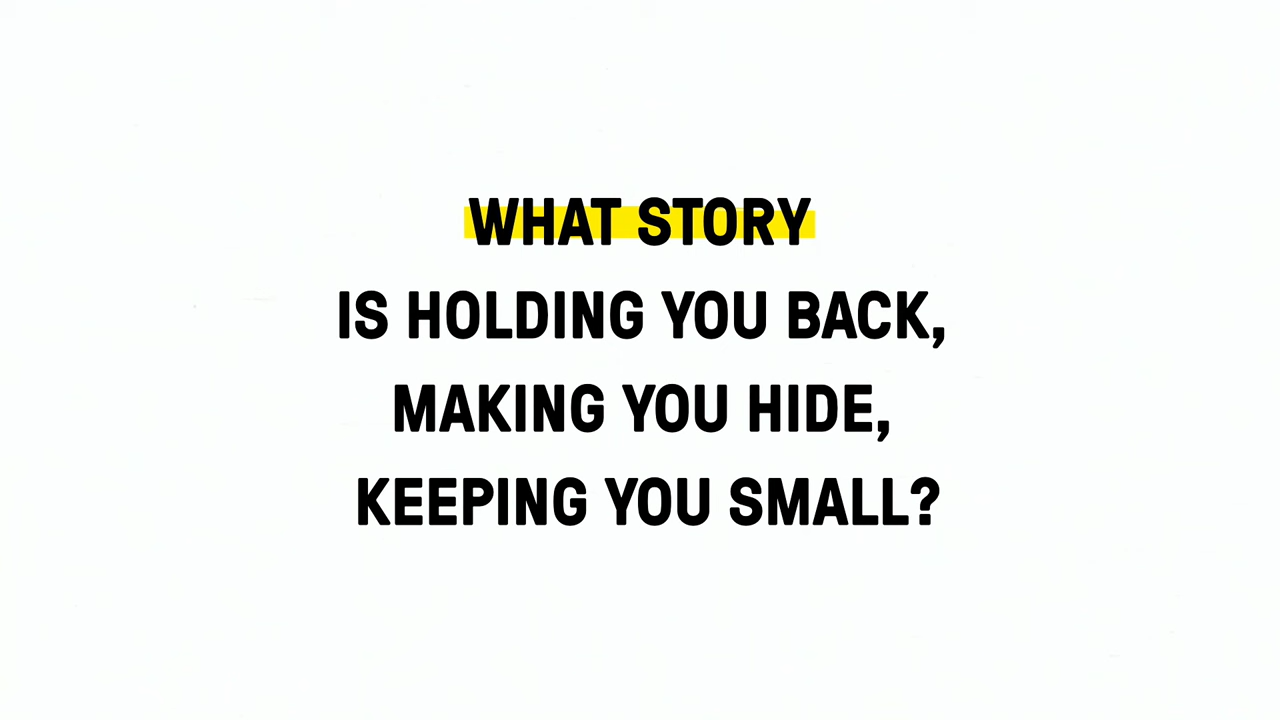 WHAT STORY
IS HOLDING YOU BACK,
MAKING YOU HIDE,
KEEPING YOU SMALL?